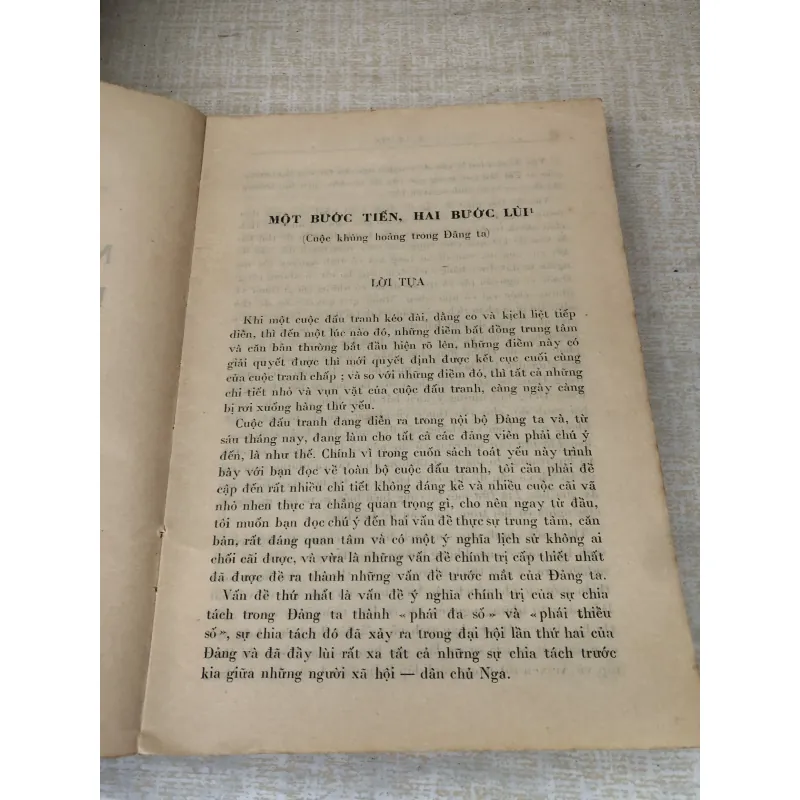 MỘT BƯỚC TIẾN, HAI BƯỚC LÙI¹
(Cuộc khủng hoảng trong Đảng ta)
LỜI TỰA
Khi một cuộc đấu tranh kéo dài, dằng co và kịch liệt tiếp
diễn, thì đến một lúc nào đó, những điểm bất đồng trung tâm
và căn bản thường bắt đầu hiện rõ lên, những điểm này có
giải quyết được thì mới quyết định được kết cục cuối cùng
của cuộc tranh chấp ; và so với những điểm đó, thì tất cả những
chi tiết nhỏ và vụn vặt của cuộc đấu tranh, càng ngày càng
bị rơi xuống hàng thứ yếu.
Cuộc đấu tranh đang diễn ra trong nội bộ Đảng ta và, từ
sáu tháng nay, đang làm cho tất cả các đảng viên phải chú ý
đến, là như thế. Chính vì trong cuốn sách toát yếu này trình
bày với bạn đọc về toàn bộ cuộc đấu tranh, tôi cần phải đề
cập đến rất nhiều chi tiết không đáng kể và nhiều cuộc cãi vã
nhỏ nhen thực ra chẳng quan trọng gì, cho nên ngay từ đầu,
tôi muốn bạn đọc chú ý đến hai vấn đề thực sự trung tâm, căn
bản, rất đáng quan tâm và có một ý nghĩa lịch sử không ai
chối cãi được, và vừa là những vấn đề chính trị cấp thiết nhất
đã được đề ra thành những vấn đề trước mắt của Đảng ta.
Vấn đề thứ nhất là vấn đề ý nghĩa chính trị của sự chia
tách trong Đảng ta thành «phái đa số» và «phái thiểu
số», sự chia tách đó đã xảy ra trong đại hội lần thứ hai của
Đảng và đã đẩy lùi rất xa tất cả những sự chia tách trước
kia giữa những người xã hội — dân chủ Nga.